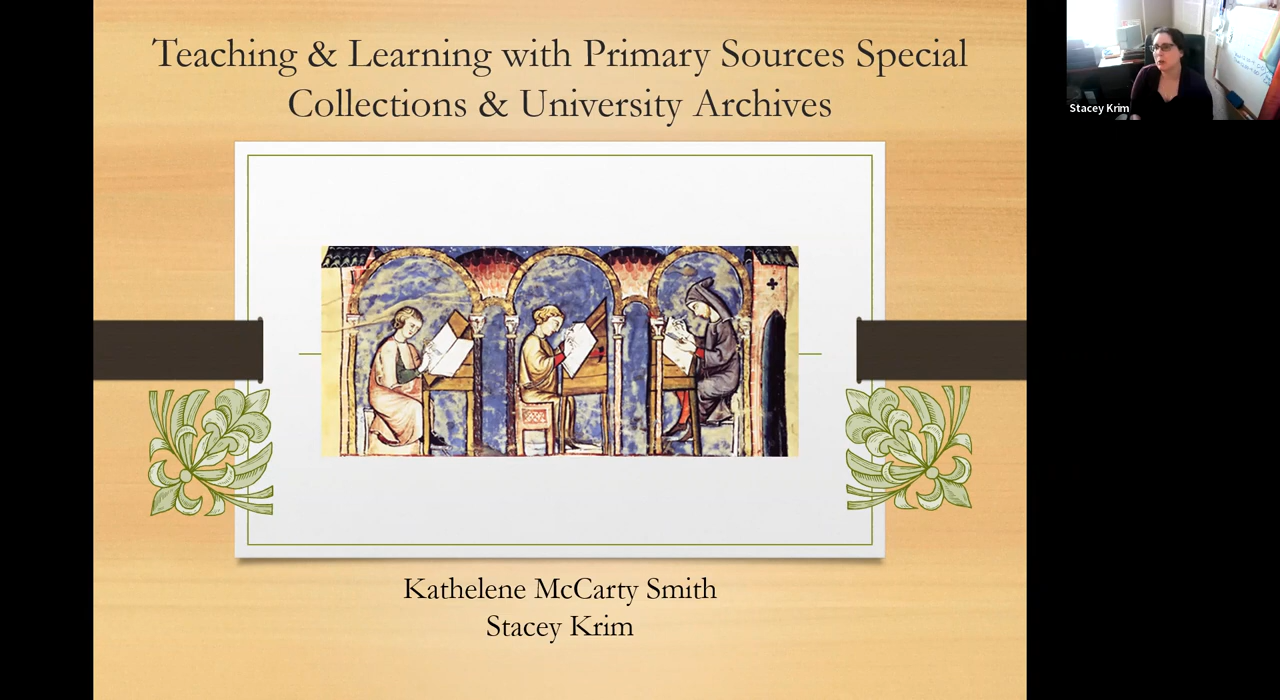 Teaching & Learning with Primary Sources Special
Collections & University Archives
Kathelene McCarty Smith
Stacey Krim
Stacey Krim